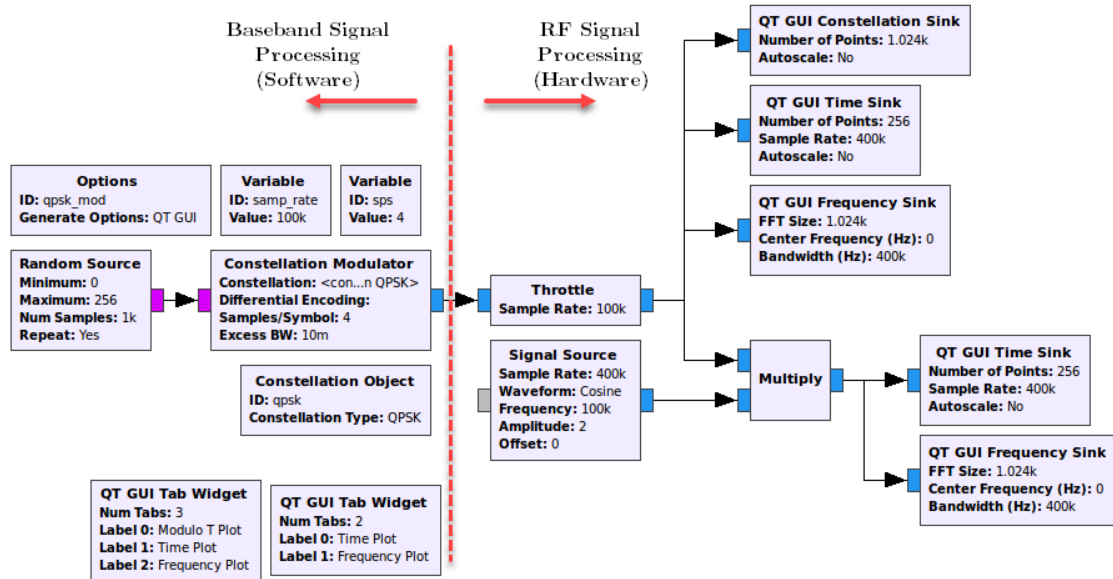 Baseband Signal
Processing
(Software)
RF Signal
Processing
(Hardware)
QT GUI Constellation Sink
Number of Points: 1.024k
Autoscale: No
QT GUI Time Sink
Number of Points: 256
Sample Rate: 400k
Autoscale: No
Options
ID: qpsk_mod
Generate Options: QT GUI
Variable
ID: samp_rate
Value: 100k
Variable
ID: sps
Value: 4
QT GUI Frequency Sink
FFT Size: 1.024k
Center Frequency (Hz): 0
Bandwidth (Hz): 400k
Random Source
Minimum: 0
Maximum: 256
Num Samples: 1k
Repeat: Yes
Constellation Modulator
Constellation: <con...n QPSK>
Differential Encoding:
Samples/Symbol: 4
Excess BW: 10m
Throttle
Sample Rate: 100k
Signal Source
Sample Rate: 400k
Waveform: Cosine
Frequency: 100k
Amplitude: 2
Offset: 0
Multiply
QT GUI Time Sink
Number of Points: 256
Sample Rate: 400k
Autoscale: No
Constellation Object
ID: qpsk
Constellation Type: QPSK
QT GUI Frequency Sink
FFT Size: 1.024k
Center Frequency (Hz): 0
Bandwidth (Hz): 400k
QT GUI Tab Widget
Num Tabs: 3
Label 0: Modulo T Plot
Label 1: Time Plot
Label 2: Frequency Plot
QT GUI Tab Widget
Num Tabs: 2
Label 0: Time Plot
Label 1: Frequency Plot